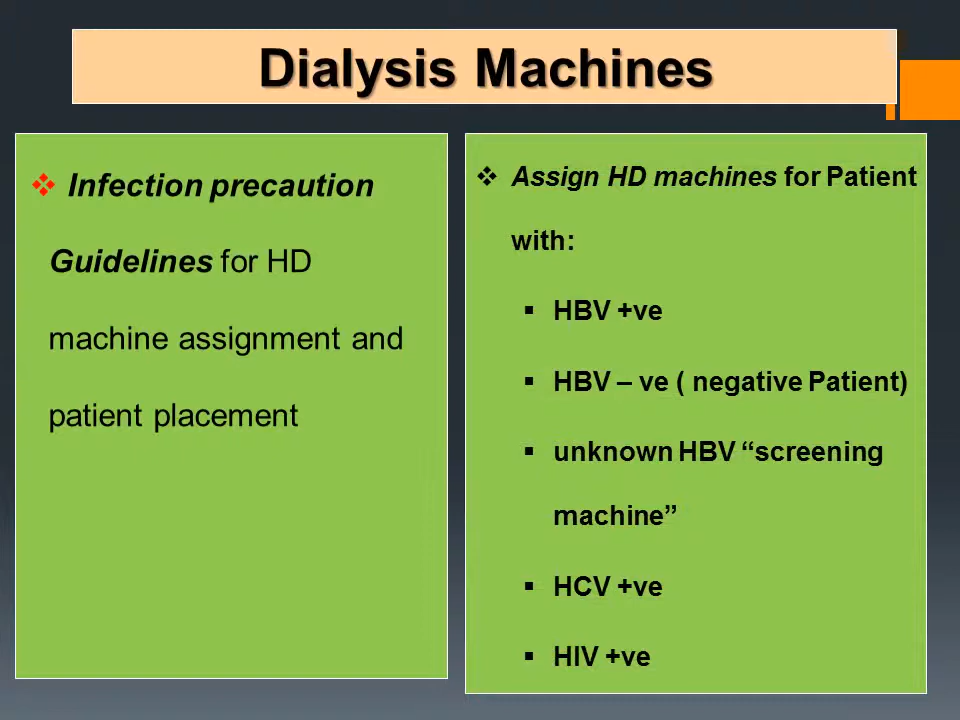 Dialysis Machines
❖ Infection precaution
Guidelines for HD
machine assignment and
patient placement
❖ Assign HD machines for Patient
with:
▪ HBV +ve
▪ HBV – ve ( negative Patient)
▪ unknown HBV “screening
machine”
▪ HCV +ve
▪ HIV +ve